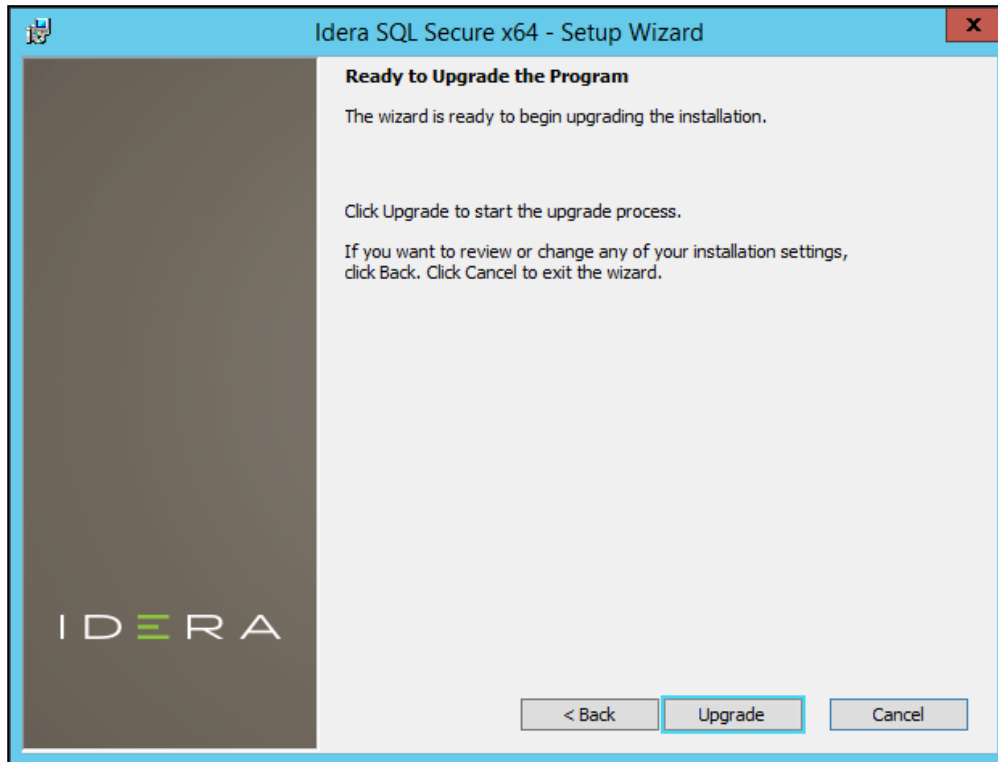 Idera SQL Secure x64 - Setup Wizard
x
Ready to Upgrade the Program
The wizard is ready to begin upgrading the installation.
Click Upgrade to start the upgrade process.
If you want to review or change any of your installation settings,
click Back. Click Cancel to exit the wizard.
IDERA
< Back
Upgrade
Cancel